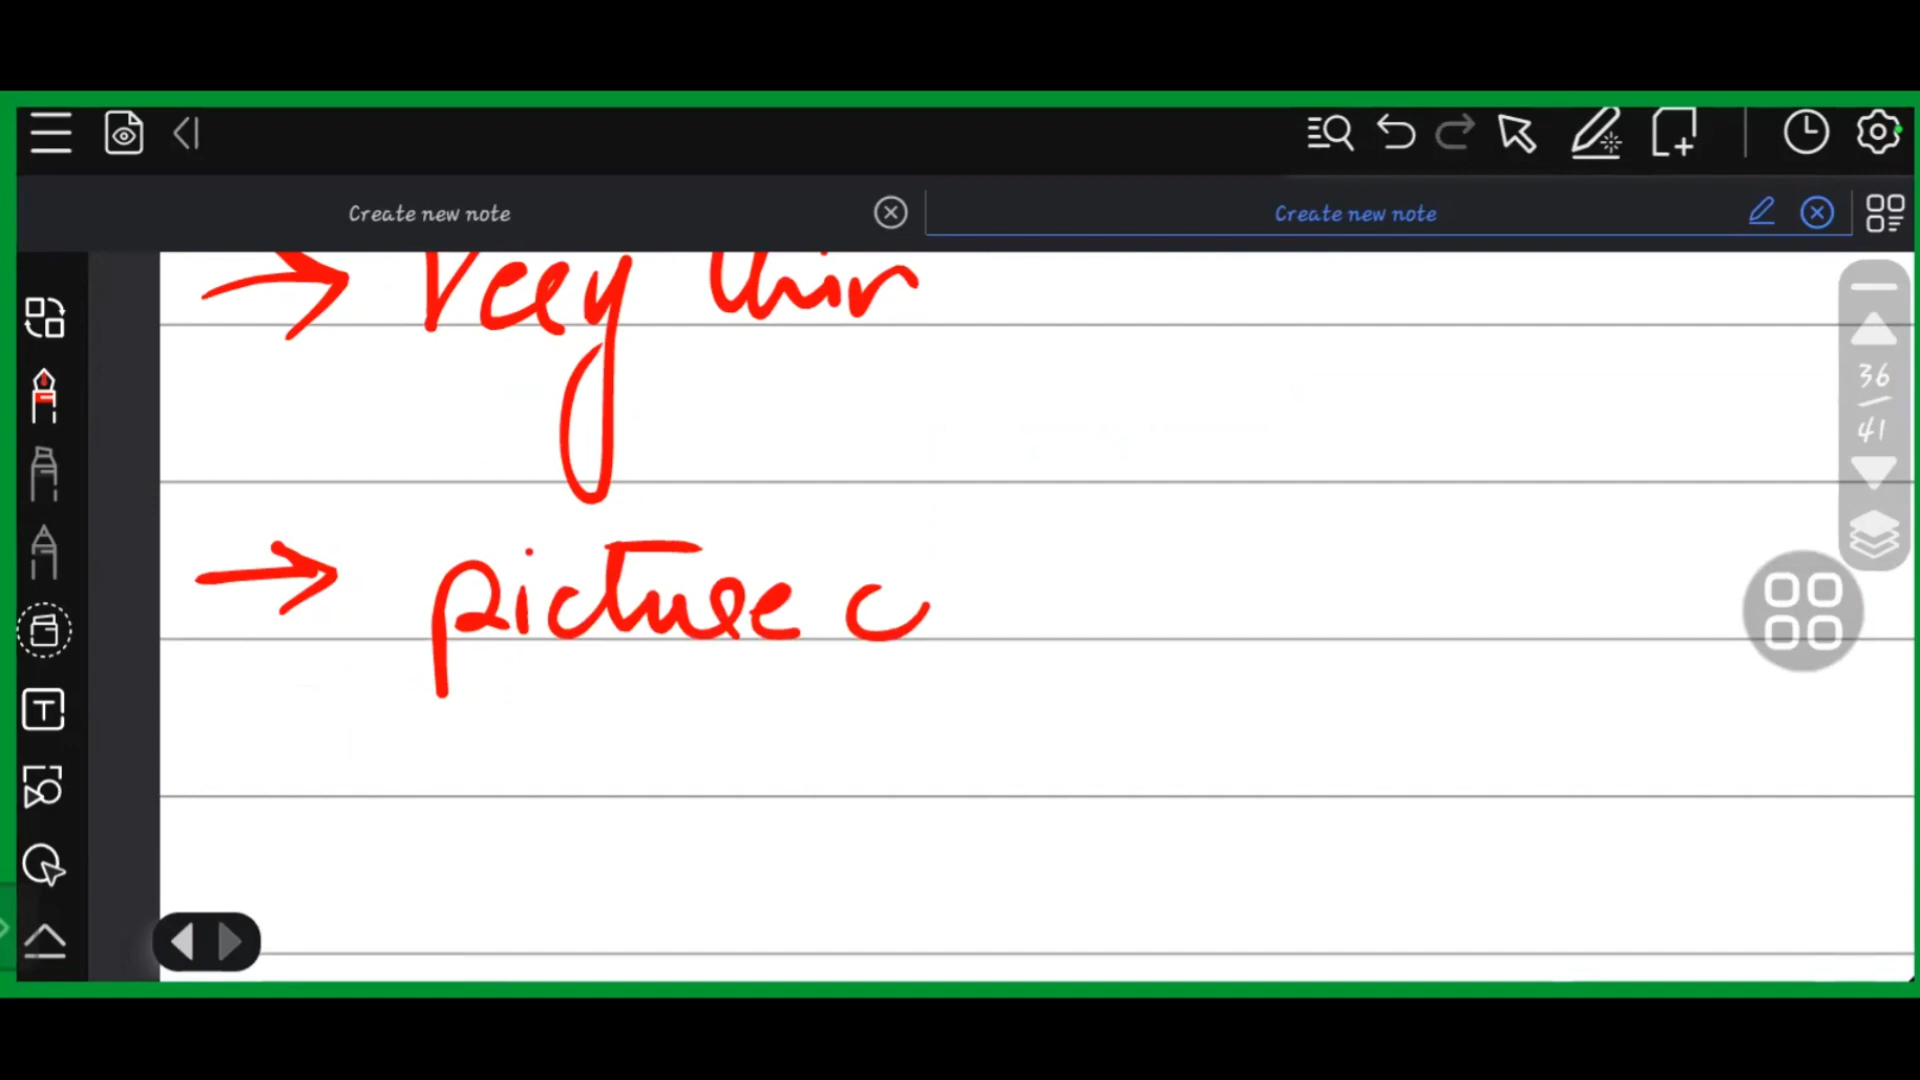 Create new note
Create new note
→ Very thin
36
41
→ picture c